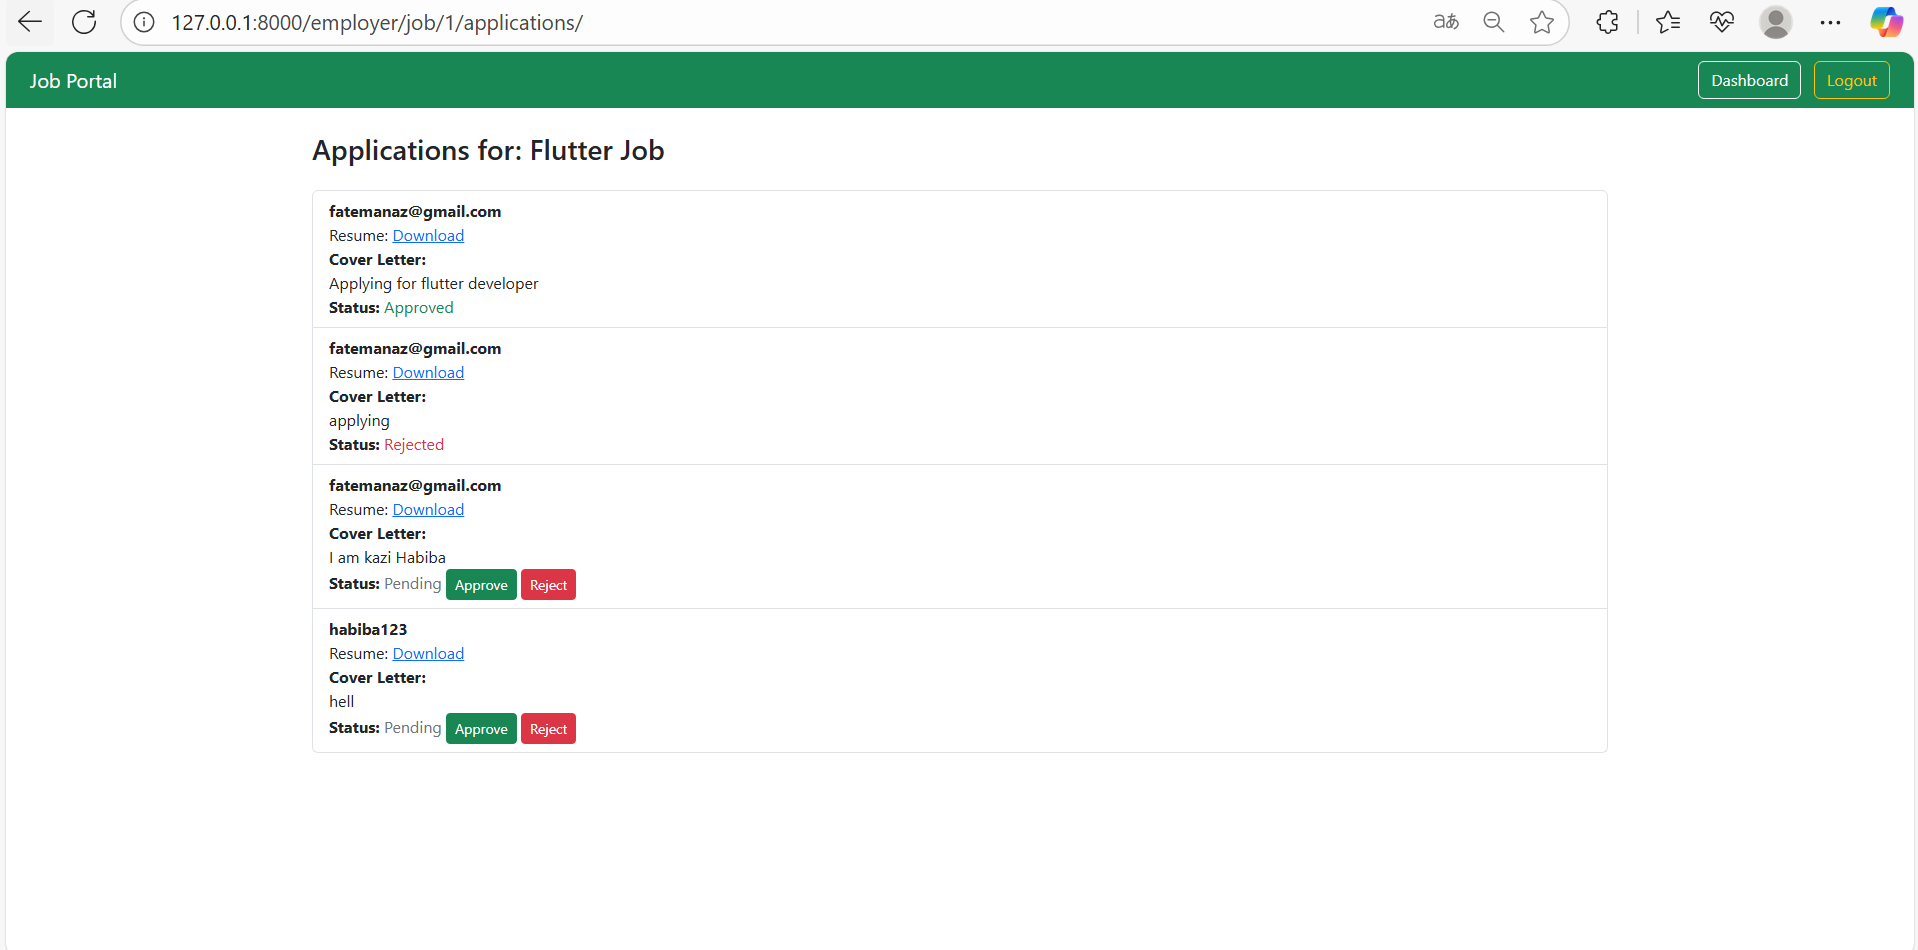 127.0.0.1:8000/employer/job/1/applications/
aあ
Job Portal
Dashboard
Logout
Applications for: Flutter Job
fatemanaz@gmail.com
Resume: Download
Cover Letter:
Applying for flutter developer
Status: Approved
fatemanaz@gmail.com
Resume: Download
Cover Letter:
applying
Status: Rejected
fatemanaz@gmail.com
Resume: Download
Cover Letter:
I am kazi Habiba
Status: Pending Approve Reject
habiba123
Resume: Download
Cover Letter:
hell
Status: Pending Approve Reject